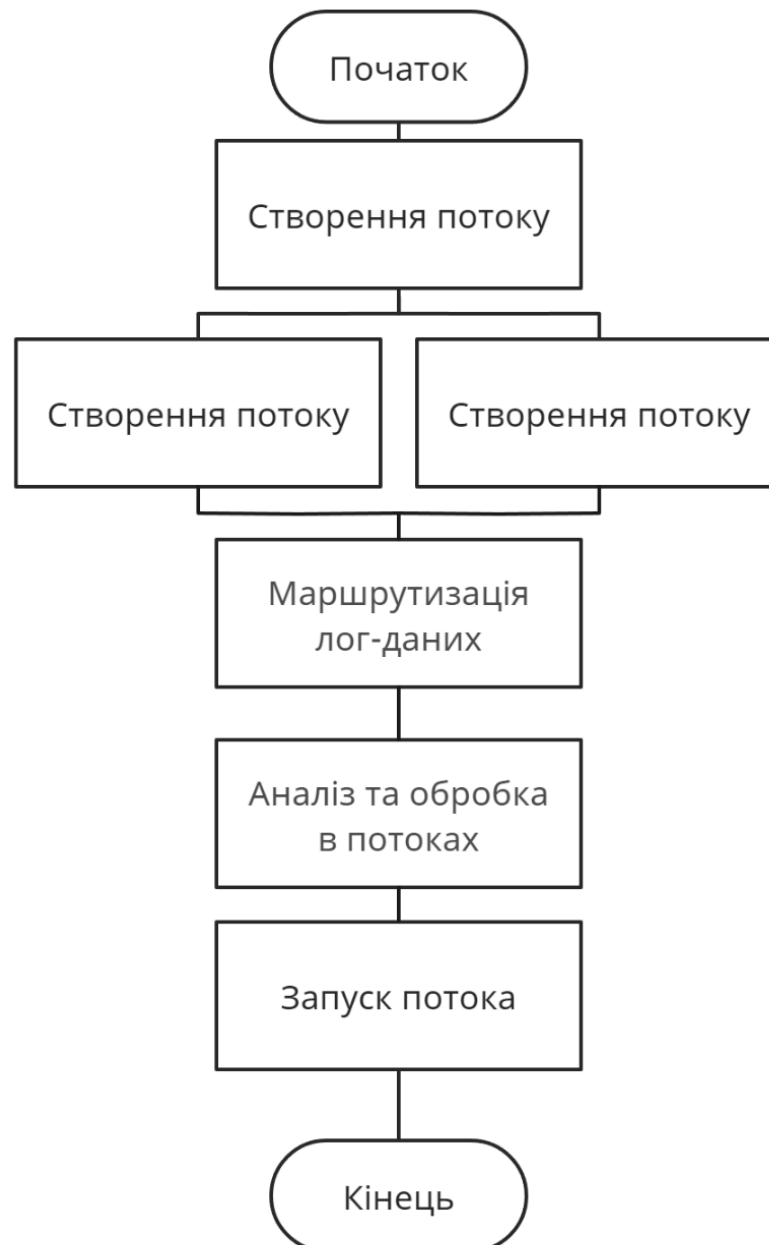 Початок
Створення потоку
Створення потоку
Створення потоку
Маршрутизація
лог-даних
Аналіз та обробка
в потоках
Запуск потока
Кінець